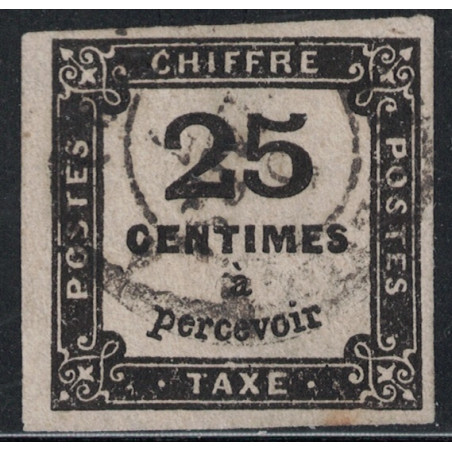 CHIFFRE
POSTES
25
CENTIMES
à
percevoir
POSTES
· TAXE ·